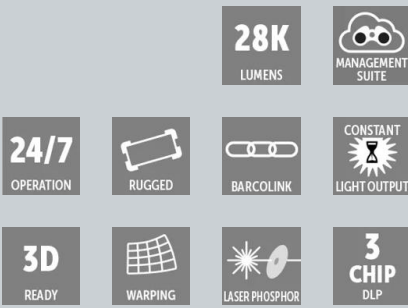 28K
LUMENS
MANAGEMENT
SUITE
24/7
OPERATION
RUGGED
BARCOLINK
CONSTANT
LIGHT OUTPUT
3D
READY
WARPING
LASER PHOSPHOR
3
CHIP
DLP